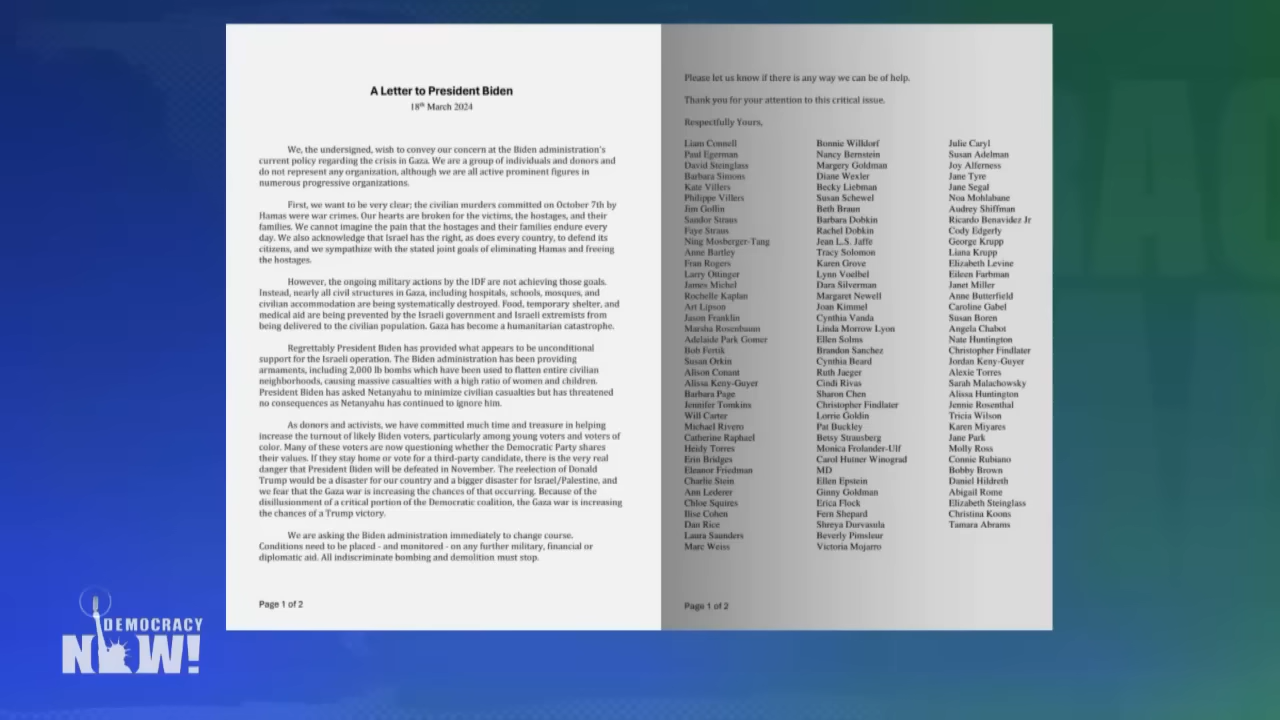 A Letter to President Biden
18th March 2024
We, the undersigned, wish to convey our concern at the Biden administration's
current policy regarding the crisis in Gaza. We are a group of individuals and donors and
do not represent any organization, although we are all active prominent figures in
numerous progressive organizations.
First, we want to be very clear; the civilian murders committed on October 7th by
Hamas were war crimes. Our hearts are broken for the victims, the hostages, and their
families. We cannot imagine the pain that the hostages and their families endure every
day. We also acknowledge that Israel has the right, as does every country, to defend its
citizens, and we sympathize with the stated joint goals of eliminating Hamas and freeing
the hostages.
However, the ongoing military actions by the IDF are not achieving those goals.
Instead, nearly all civil structures in Gaza, including hospitals, schools, mosques, and
civilian accommodation are being systematically destroyed. Food, temporary shelter, and
medical aid are being prevented by the Israeli government and Israeli extremists from
being delivered to the civilian population. Gaza has become a humanitarian catastrophe.
Regrettably President Biden has provided what appears to be unconditional
support for the Israeli operation. The Biden administration has been providing
armaments, including 2,000 lb bombs which have been used to flatten entire civilian
neighborhoods, causing massive casualties with a high ratio of women and children.
President Biden has asked Netanyahu to minimize civilian casualties but has threatened
no consequences as Netanyahu has continued to ignore him.
As donors and activists, we have committed much time and treasure in helping
increase the turnout of likely Biden voters, particularly among young voters and voters of
color. Many of these voters are now questioning whether the Democratic Party shares
their values. If they stay home or vote for a third-party candidate, there is the very real
danger that President Biden will be defeated in November. The reelection of Donald
Trump would be a disaster for our country and a bigger disaster for Israel/Palestine, and
we fear that the Gaza war is increasing the chances of that occurring. Because of the
disillusionment of a critical portion of the Democratic coalition, the Gaza war is increasing
the chances of a Trump victory.
We are asking the Biden administration immediately to change course.
Conditions need to be placed - and monitored - on any further military, financial or
diplomatic aid. All indiscriminate bombing and demolition must stop.
Page 1 of 2
Please let us know if there is any way we can be of help.
Thank you for your attention to this critical issue.
Respectfully Yours,
Liam Connell
Paul Egerman
David Steinglass
Barbara Simons
Kate Villers
Philippe Villers
Jim Gollin
Sandor Straus
Faye Straus
Ning Mosberger-Tang
Anne Bartley
Fran Rogers
Larry Ottinger
James Michel
Rochelle Kaplan
Art Lipson
Jason Franklin
Marsha Rosenbaum
Adelaide Park Gomer
Bob Fertik
Susan Orkin
Alison Conant
Alissa Keny-Guyer
Barbara Page
Jennifer Tomkins
Will Carter
Michael Rivero
Catherine Raphael
Heidy Torres
Erin Bridges
Eleanor Friedman
Charlie Stein
Ann Lederer
Chloe Squires
Ilise Cohen
Dan Rice
Laura Saunders
Marc Weiss
Bonnie Willdorf
Nancy Bernstein
Margery Goldman
Diane Wexler
Becky Liebman
Susan Schewel
Beth Braun
Barbara Dobkin
Rachel Dobkin
Jean L.S. Jaffe
Tracy Solomon
Karen Grove
Lynn Voelbel
Dara Silverman
Margaret Newell
Joan Kimmel
Cynthia Vanda
Linda Morrow Lyon
Ellen Solms
Brandon Sanchez
Cynthia Beard
Ruth Jaeger
Cindi Rivas
Sharon Chen
Christopher Findlater
Lorrie Goldin
Pat Buckley
Betsy Strausberg
Monica Frolander-Ulf
Carol Hutner Winograd
MD
Ellen Epstein
Ginny Goldman
Erica Flock
Fern Shepard
Shreya Durvasula
Beverly Pimsleur
Victoria Mojarro
Julie Caryl
Susan Adelman
Joy Alferness
Jane Tyre
Jane Segal
Noa Mohlabane
Audrey Shiffman
Ricardo Benavidez Jr
Cody Edgerly
George Krupp
Liana Krupp
Elizabeth Levine
Eileen Farbman
Janet Miller
Anne Butterfield
Caroline Gabel
Susan Boren
Angela Chabot
Nate Huntington
Christopher Findlater
Jordan Keny-Guyer
Alexie Torres
Sarah Malachowsky
Alissa Huntington
Jennie Rosenthal
Tricia Wilson
Karen Miyares
Jane Park
Molly Ross
Connie Rubiano
Bobby Brown
Daniel Hildreth
Abigail Rome
Elizabeth Steinglass
Christina Koons
Tamara Abrams
Page 1 of 2
DEMOCRACY
NOW!